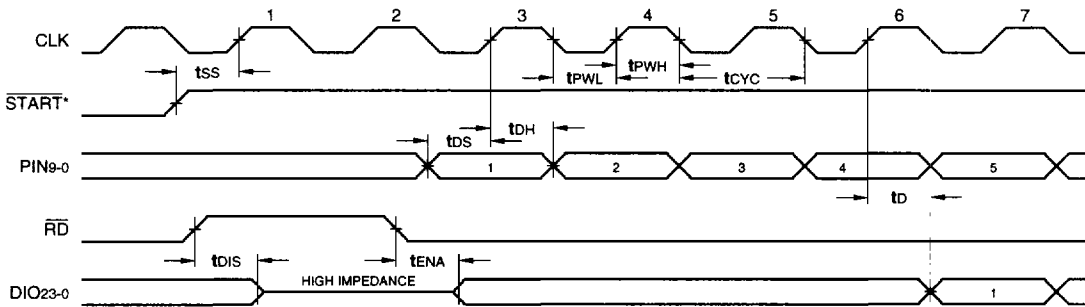 1 2 3 4 5 6 7
CLK
tSS tPWL tPWH tCYC
START*
tDS tDH
PIN9-0 1 2 3 4 5
tD
RD
tDIS tENA
HIGH IMPEDANCE
DIO23-0 1